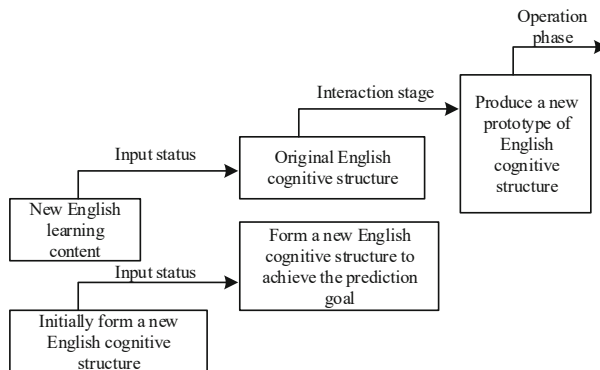 Operation
phase
Interaction stage
Produce a new
prototype of
English
cognitive
structure
Input status
Original English
cognitive structure
New English
learning
content
Form a new English
cognitive structure to
achieve the prediction
goal
Input status
Initially form a new
English cognitive
structure